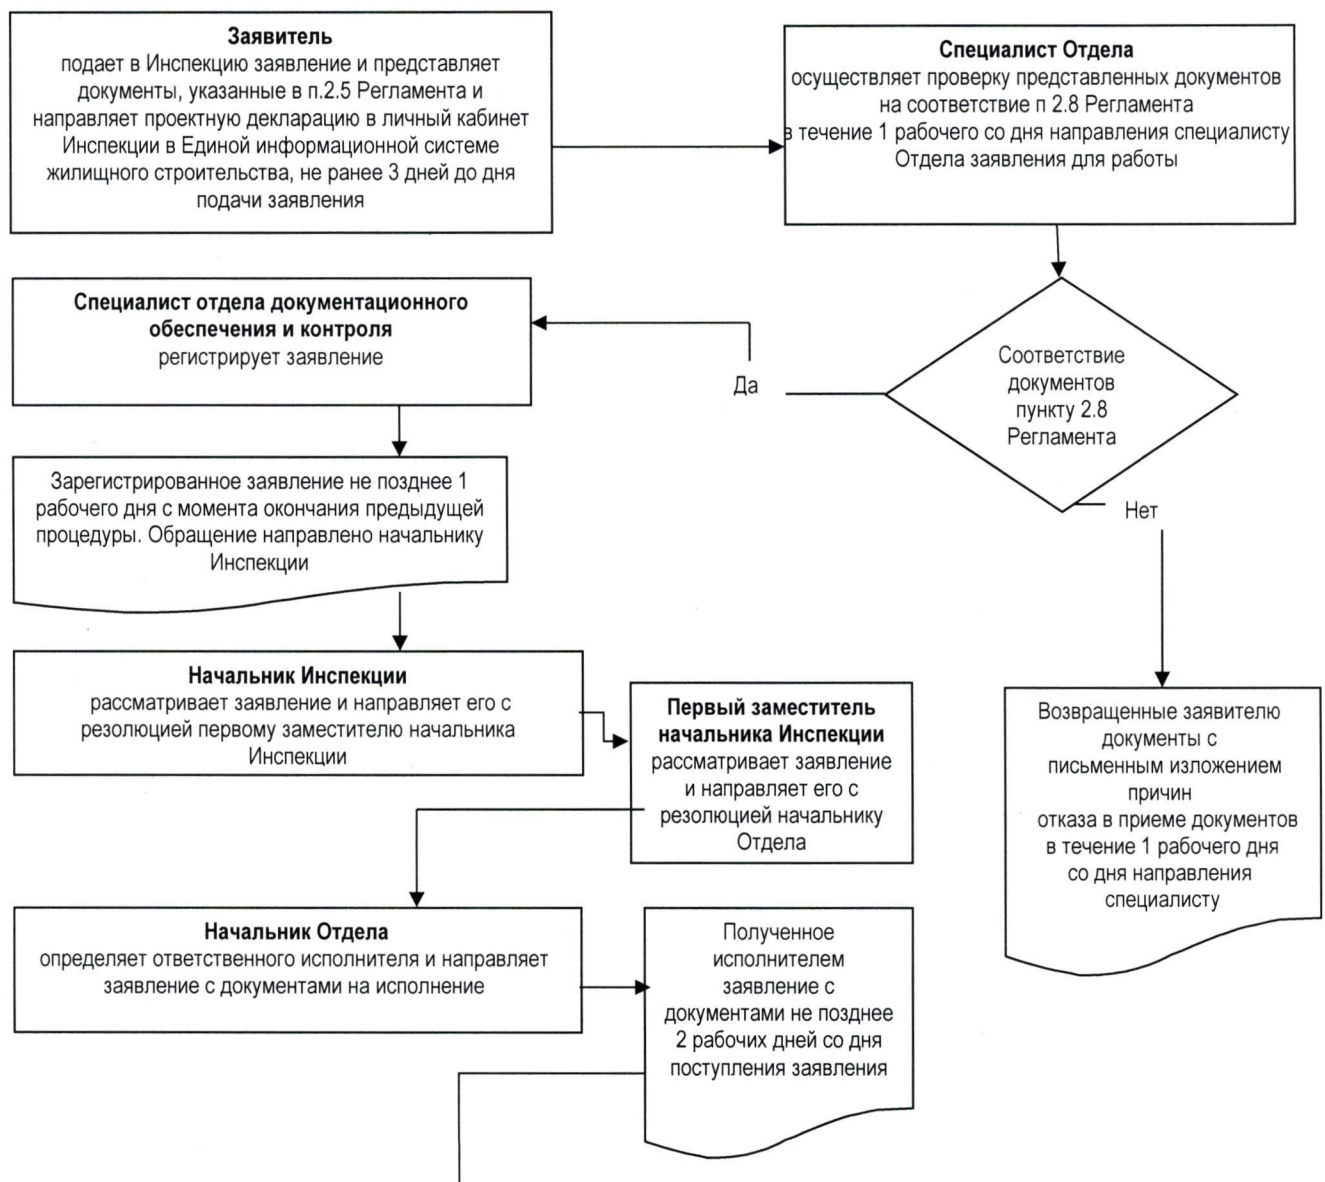 Заявитель
подает в Инспекцию заявление и представляет
документы, указанные в п.2.5 Регламента и
направляет проектную декларацию в личный кабинет
Инспекции в Единой информационной системе
жилищного строительства, не ранее 3 дней до дня
подачи заявления
Специалист Отдела
осуществляет проверку представленных документов
на соответствие п 2.8 Регламента
в течение 1 рабочего со дня направления специалисту
Отдела заявления для работы
Специалист отдела документационного
обеспечения и контроля
регистрирует заявление
Да
Соответствие
документов
пункту 2.8
Регламента
Нет
Зарегистрированное заявление не позднее 1
рабочего дня с момента окончания предыдущей
процедуры. Обращение направлено начальнику
Инспекции
Начальник Инспекции
рассматривает заявление и направляет его с
резолюцией первому заместителю начальника
Инспекции
Первый заместитель
начальника Инспекции
рассматривает заявление
и направляет его с
резолюцией начальнику
Отдела
Возвращенные заявителю
документы с
письменным изложением
причин
отказа в приеме документов
в течение 1 рабочего дня
со дня направления
специалисту
Начальник Отдела
определяет ответственного исполнителя и направляет
заявление с документами на исполнение
Полученное
исполнителем
заявление с
документами не позднее
2 рабочих дней со дня
поступления заявления